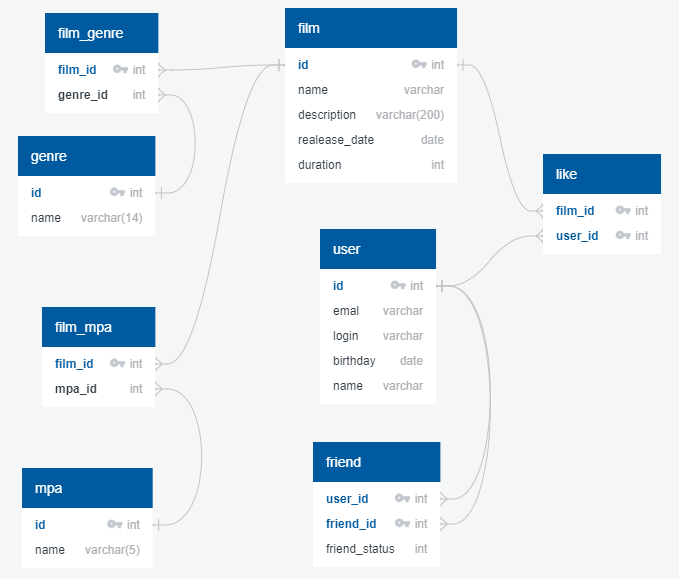 film_genre
film_id int
genre_id int
genre
id int
name varchar(14)
film_mpa
film_id int
mpa_id int
mpa
id int
name varchar(5)
film
id int
name varchar
description varchar(200)
realease_date date
duration int
user
id int
emal varchar
login varchar
birthday date
name varchar
friend
user_id int
friend_id int
friend_status int
like
film_id int
user_id int